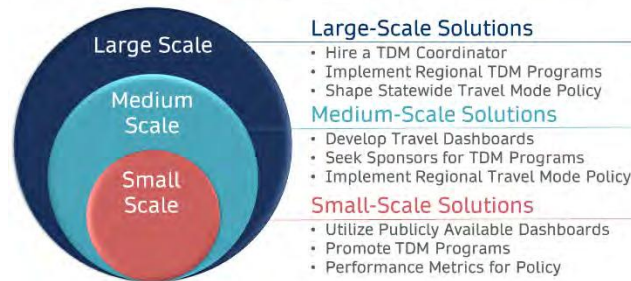 Large Scale
Medium
Scale
Small
Scale
Large-Scale Solutions
• Hire a TDM Coordinator
• Implement Regional TDM Programs
• Shape Statewide Travel Mode Policy
Medium-Scale Solutions
• Develop Travel Dashboards
• Seek Sponsors for TDM Programs
• Implement Regional Travel Mode Policy
Small-Scale Solutions
• Utilize Publicly Available Dashboards
• Promote TDM Programs
• Performance Metrics for Policy